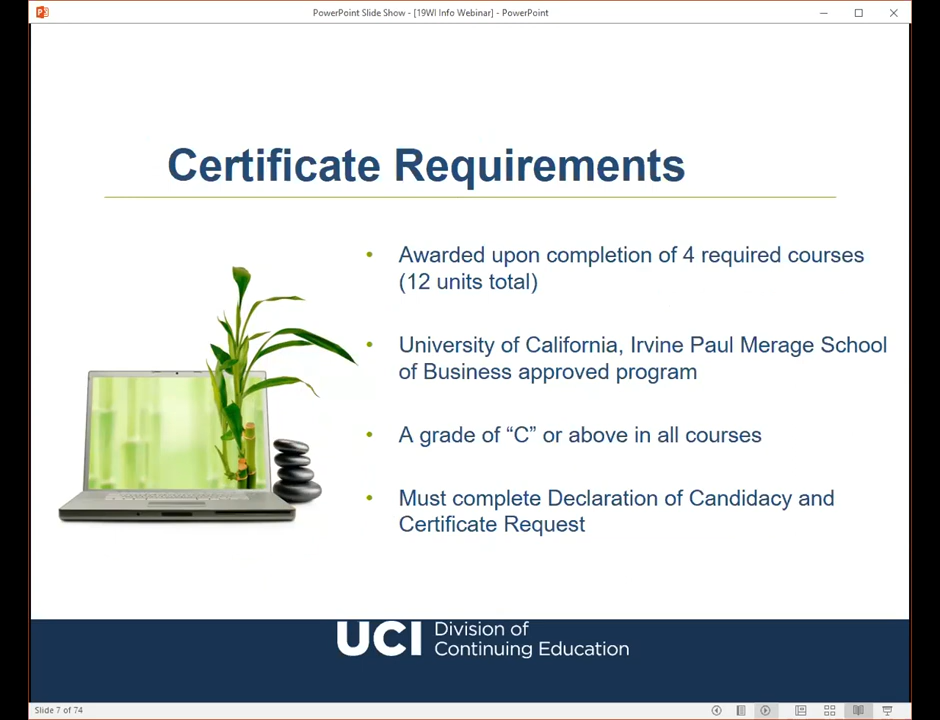 PowerPoint Slide Show - [19WI Info Webinar] - PowerPoint
Certificate Requirements
• Awarded upon completion of 4 required courses
(12 units total)
• University of California, Irvine Paul Merage School
of Business approved program
• A grade of “C” or above in all courses
• Must complete Declaration of Candidacy and
Certificate Request
UCI Division of
Continuing Education
Slide 7 of 74